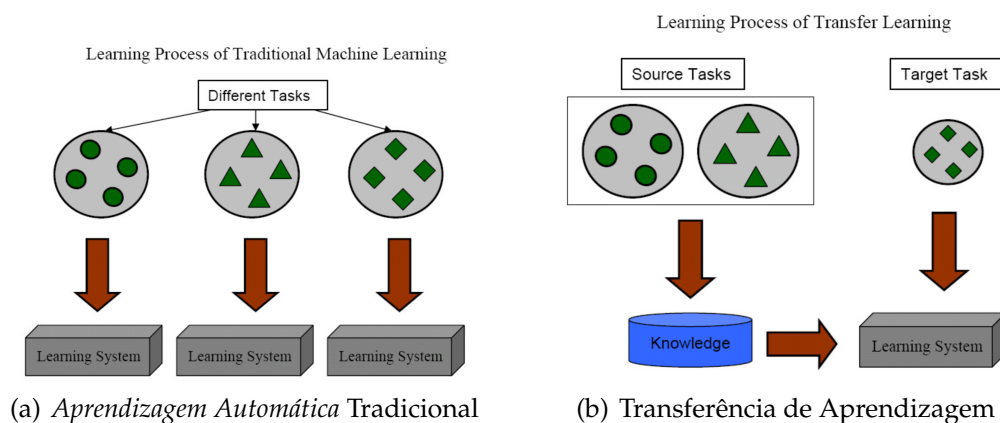 Learning Process of Traditional Machine Learning
Different Tasks
Learning System
Learning System
Learning System
(a) Aprendizagem Automática Tradicional
Learning Process of Transfer Learning
Source Tasks
Target Task
Knowledge
Learning System
(b) Transferência de Aprendizagem